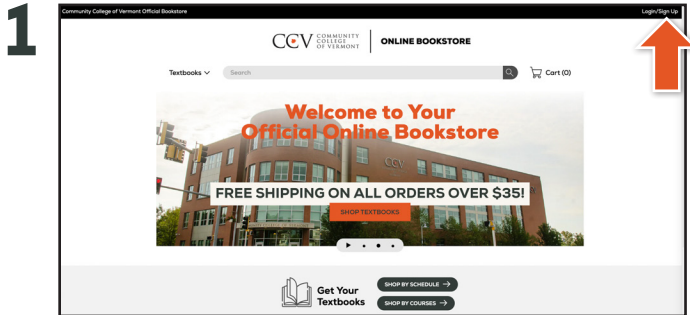 1
Community College of Vermont Official Bookstore
Login/Sign Up
CCV COMMUNITY
COLLEGE
OF VERMONT
ONLINE BOOKSTORE
Textbooks
Search
Cart (0)
Welcome to Your
Official Online Bookstore
CCV
FREE SHIPPING ON ALL ORDERS OVER $35!
SHOP TEXTBOOKS
Get Your
Textbooks
SHOP BY SCHEDULE →
SHOP BY COURSES →